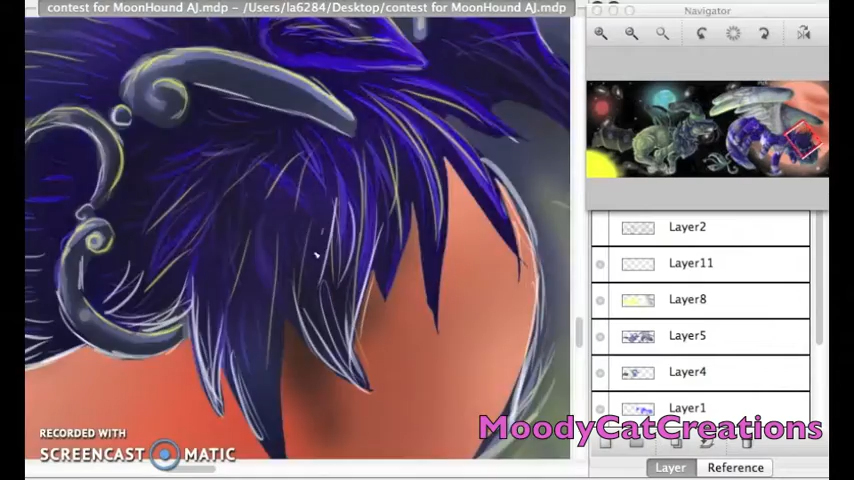 contest for MoonHound AJ.mdp – /Users/la6284/Desktop/contest for MoonHound AJ.mdp
Navigator
Layer2
Layer11
Layer8
Layer5
Layer4
Layer1
MoodyCatCreations
RECORDED WITH
SCREENCAST MATIC
Layer
Reference